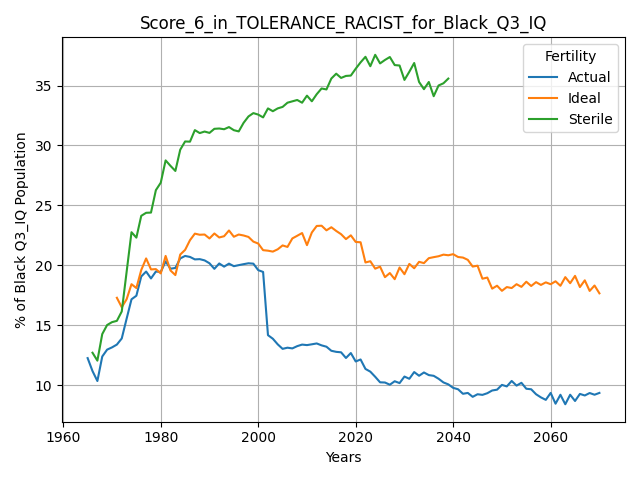 Score_6_in_TOLERANCE_RACIST_for_Black_Q3_IQ
Fertility
Actual
Ideal
Sterile
% of Black Q3_IQ Population
35
30
25
20
15
10
1960
1980
2000
2020
2040
2060
Years